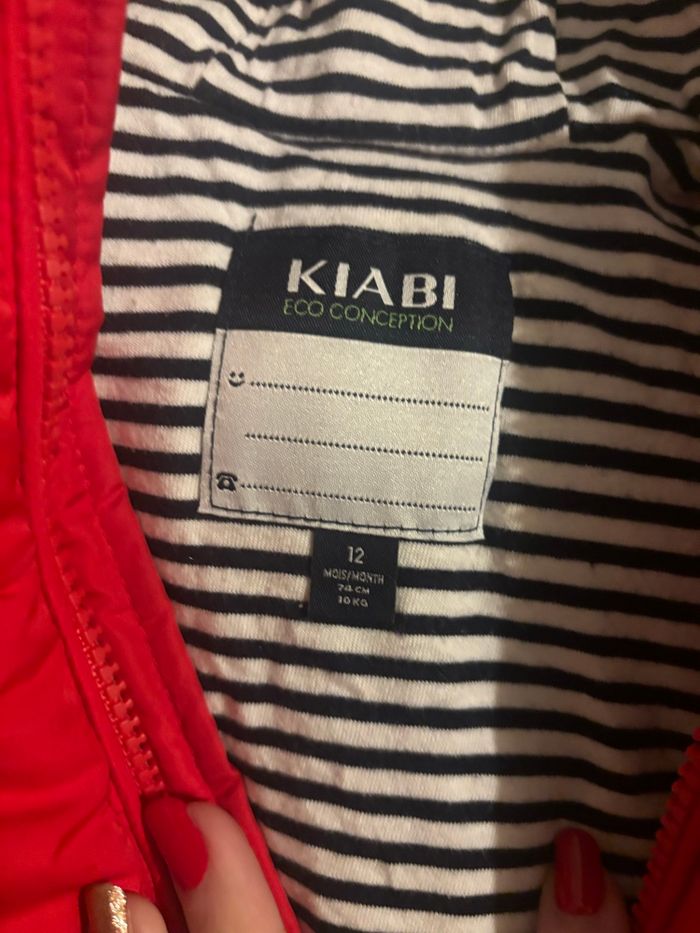 KIABI
ECO CONCEPTION
12
MOIS/MONTH
74 CM
10 KG